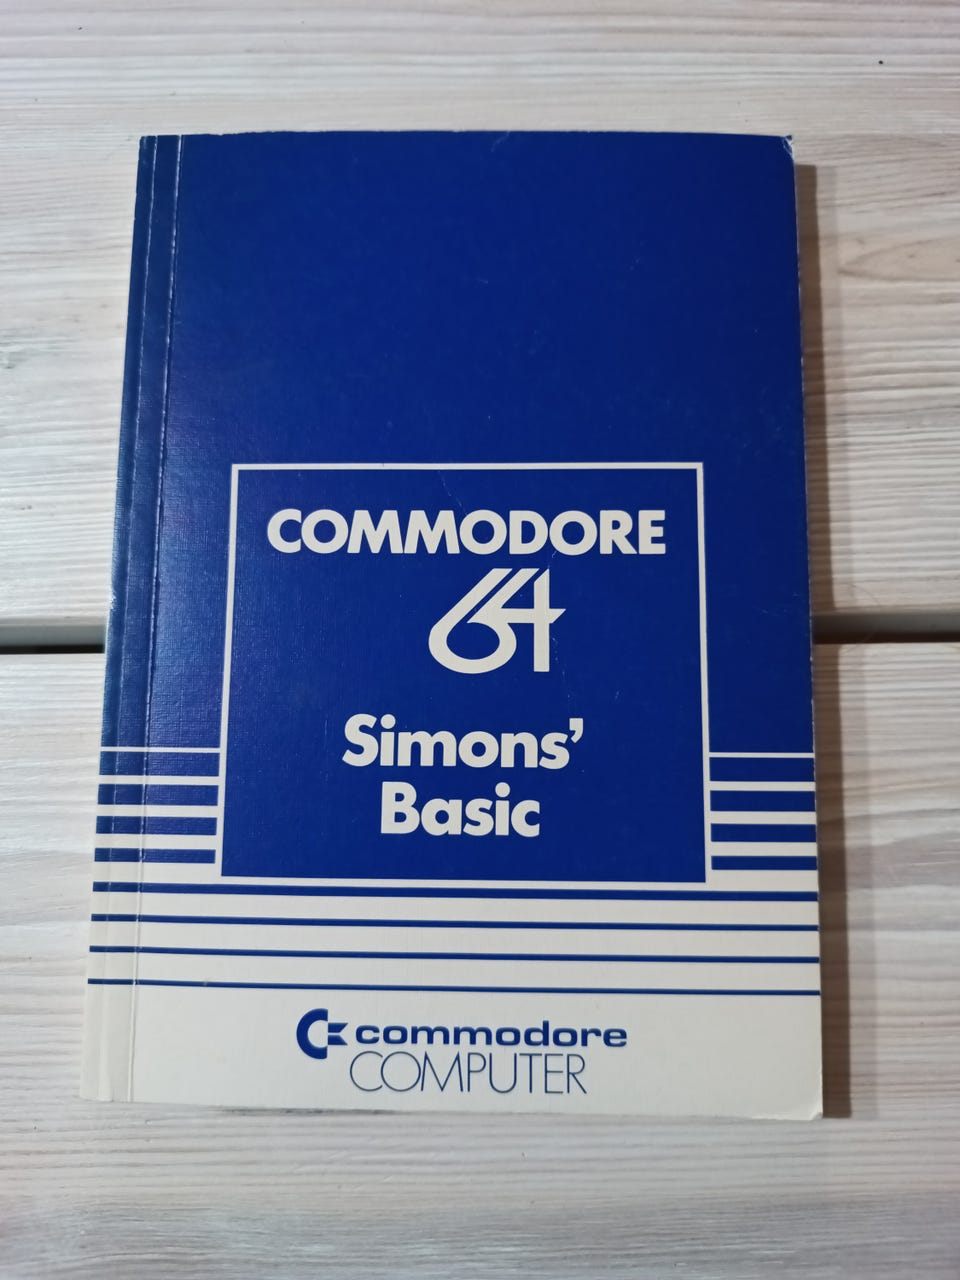 COMMODORE
64
Simons’
Basic
commodore
COMPUTER